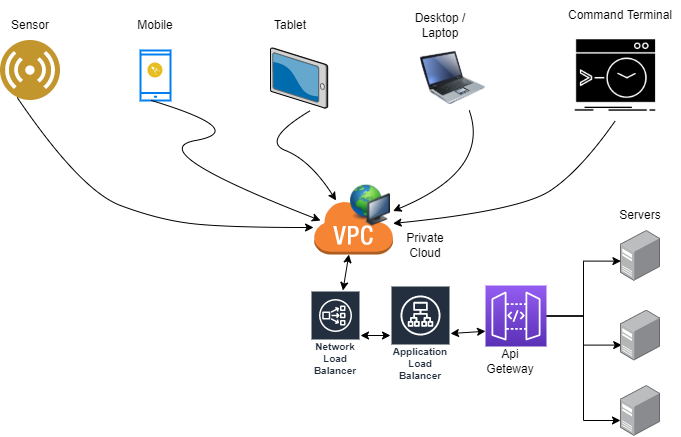 Sensor
Mobile
Tablet
Desktop /
Laptop
Command Terminal
VPC
Private
Cloud
Servers
Network
Load
Balancer
Application
Load
Balancer
Api
Geteway